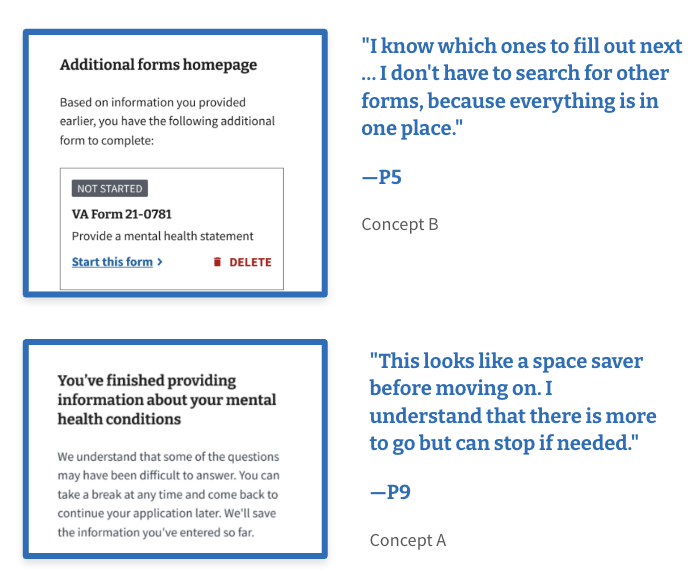 Additional forms homepage
Based on information you provided
earlier, you have the following additional
form to complete:
NOT STARTED
VA Form 21-0781
Provide a mental health statement
Start this form >
DELETE
"I know which ones to fill out next
... I don't have to search for other
forms, because everything is in
one place."
—P5
Concept B
You've finished providing
information about your mental
health conditions
We understand that some of the questions
may have been difficult to answer. You can
take a break at any time and come back to
continue your application later. We'll save
the information you've entered so far.
"This looks like a space saver
before moving on. I
understand that there is more
to go but can stop if needed."
—P9
Concept A